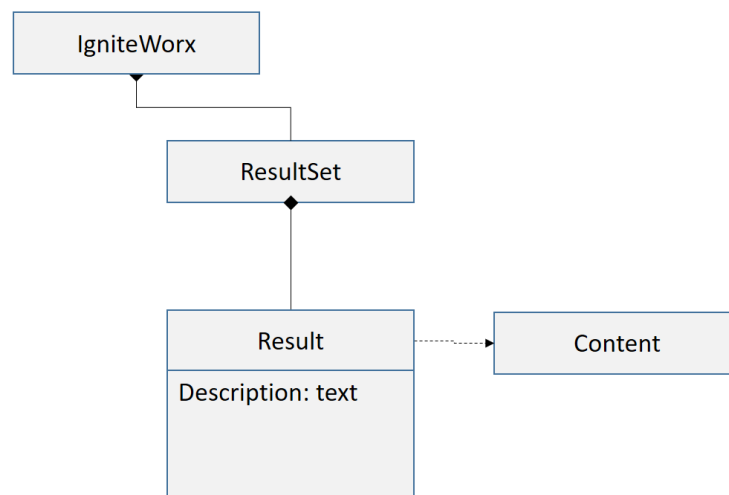 IgniteWorx
ResultSet
Result
Content
Description: text